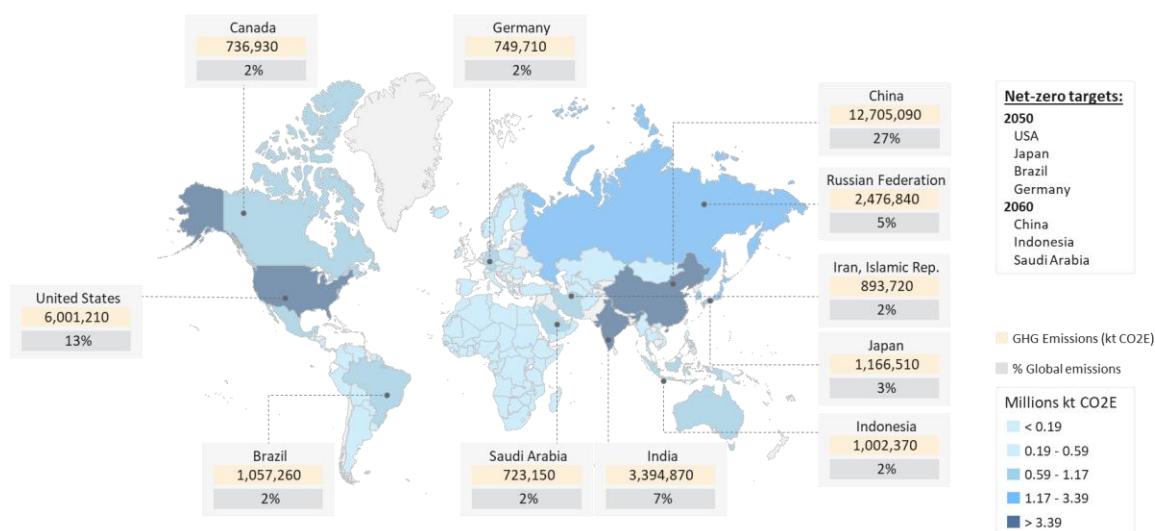 Canada
736,930
2%
Germany
749,710
2%
China
12,705,090
27%
Russian Federation
2,476,840
5%
Iran, Islamic Rep.
893,720
2%
United States
6,001,210
13%
Japan
1,166,510
3%
Indonesia
1,002,370
2%
Brazil
1,057,260
2%
Saudi Arabia
723,150
2%
India
3,394,870
7%
Net-zero targets:
2050
USA
Japan
Brazil
Germany
2060
China
Indonesia
Saudi Arabia
GHG Emissions (kt CO2E)
% Global emissions
Millions kt CO2E
< 0.19
0.19 - 0.59
0.59 - 1.17
1.17 - 3.39
> 3.39